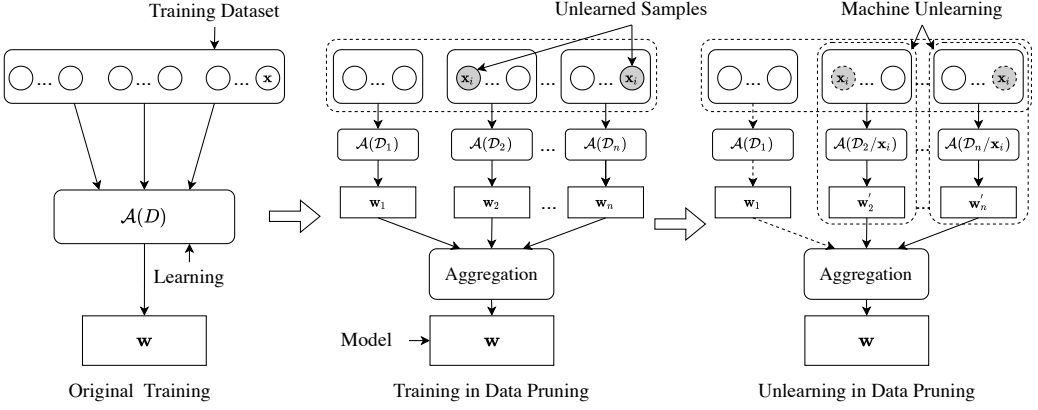 Training Dataset
... ... ... x
A(D)
Learning
w
Original Training
Unlearned Samples
... x_i ... ... x_i
A(D_1) A(D_2) ... A(D_n)
w_1 w_2 ... w_n
Aggregation
Model
w
Training in Data Pruning
Machine Unlearning
... x_i ... ... x_i
A(D_1) A(D_2/x_i) ... A(D_n/x_i)
w_1 w'_2 ... w'_n
Aggregation
w
Unlearning in Data Pruning